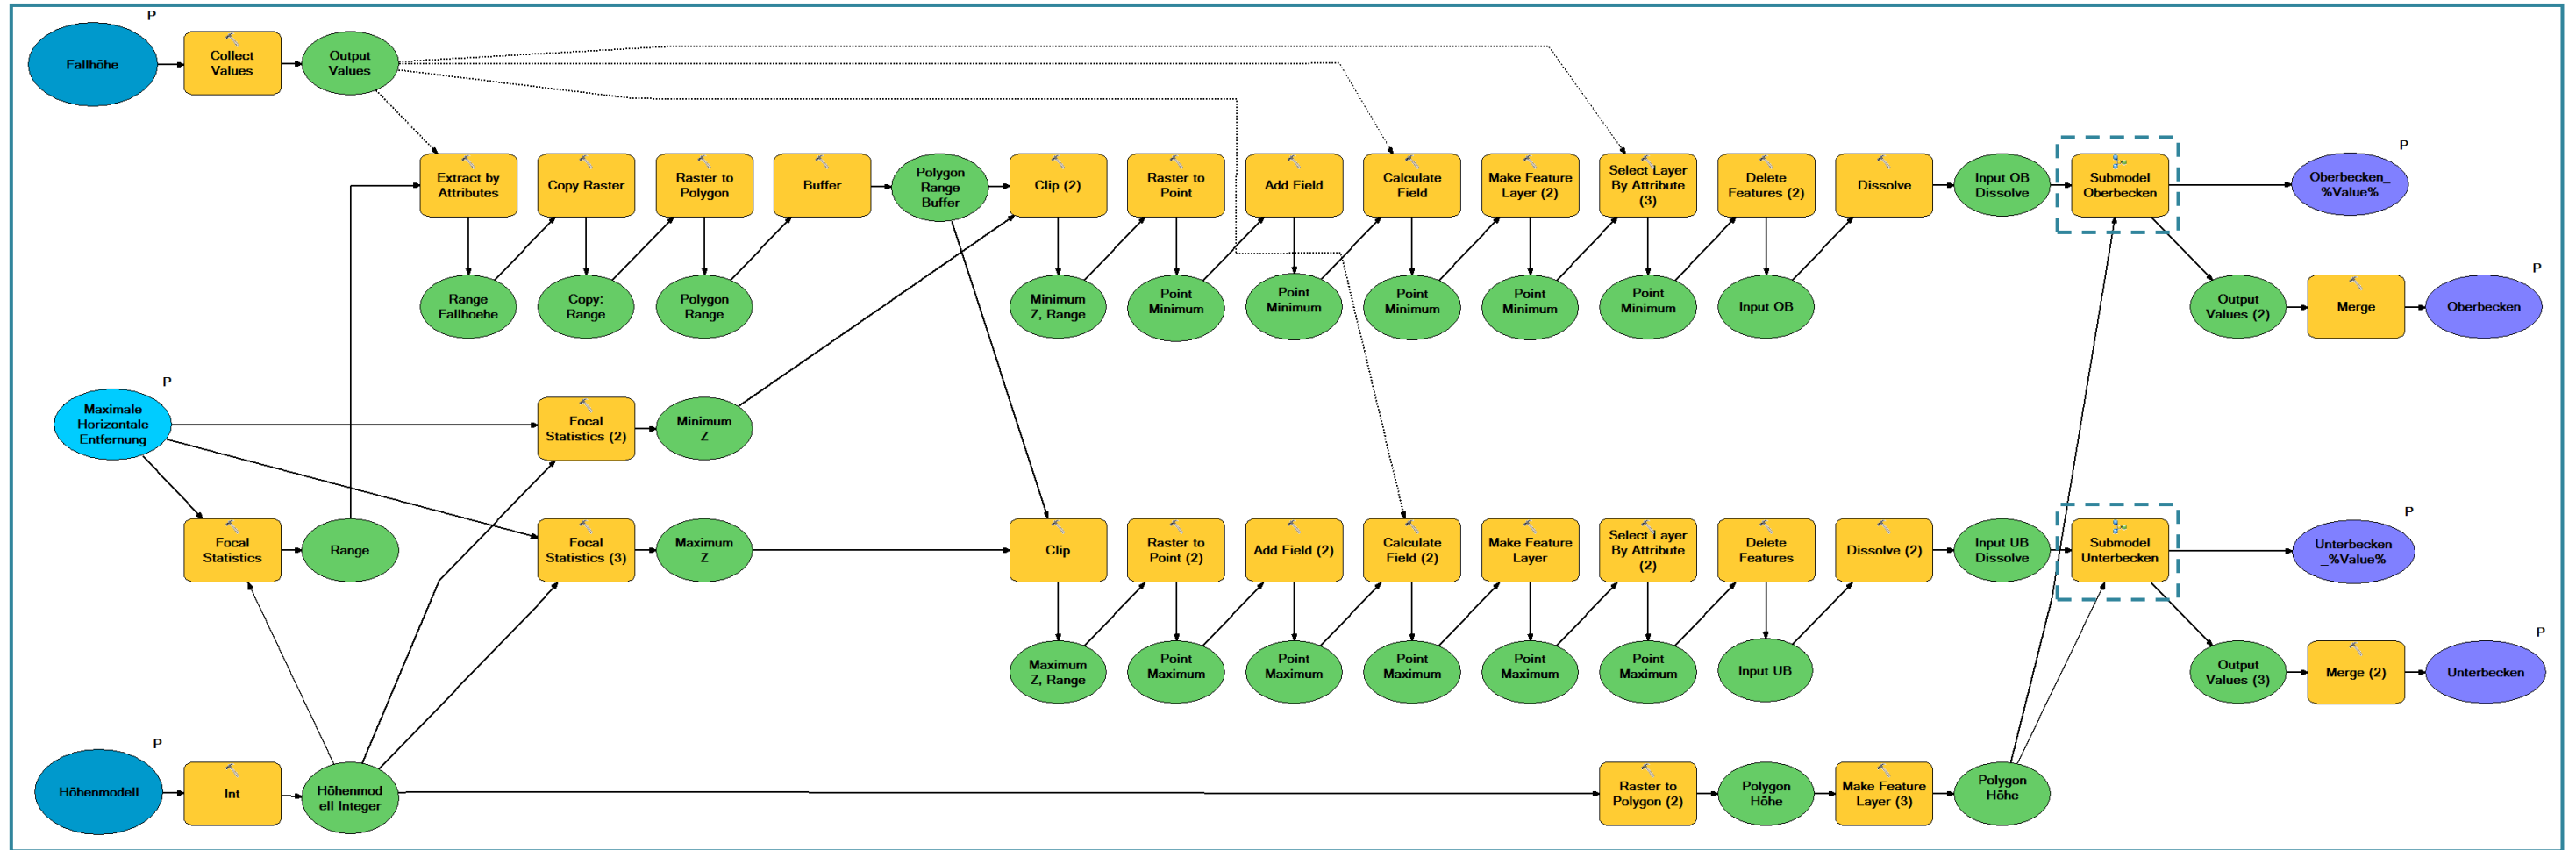 P
Fallhöhe
Collect
Values
Output
Values
Extract by
Attributes
Copy Raster
Raster to
Polygon
Buffer
Polygon
Range
Buffer
Clip (2)
Raster to
Point
Add Field
Calculate
Field
Make Feature
Layer (2)
Select Layer
By Attribute
(3)
Delete
Features (2)
Dissolve
Input OB
Dissolve
Submodel
Oberbecken
P
Oberbecken_
%Value%
Range
Fallhoehe
Copy:
Range
Polygon
Range
Minimum
Z, Range
Point
Minimum
Point
Minimum
Point
Minimum
Point
Minimum
Point
Minimum
Input OB
Output
Values (2)
Merge
P
Oberbecken
P
Maximale
Horizontale
Entfernung
Focal
Statistics (2)
Minimum
Z
Focal
Statistics
Range
Focal
Statistics (3)
Maximum
Z
Clip
Raster to
Point (2)
Add Field (2)
Calculate
Field (2)
Make Feature
Layer
Select Layer
By Attribute
(2)
Delete
Features
Dissolve (2)
Input UB
Dissolve
Submodel
Unterbecken
P
Unterbecken
_%Value%
Maximum
Z, Range
Point
Maximum
Point
Maximum
Point
Maximum
Point
Maximum
Point
Maximum
Input UB
Output
Values (3)
Merge (2)
P
Unterbecken
P
Höhenmodell
Int
Höhenmod
ell Integer
Raster to
Polygon (2)
Polygon
Höhe
Make Feature
Layer (3)
Polygon
Höhe